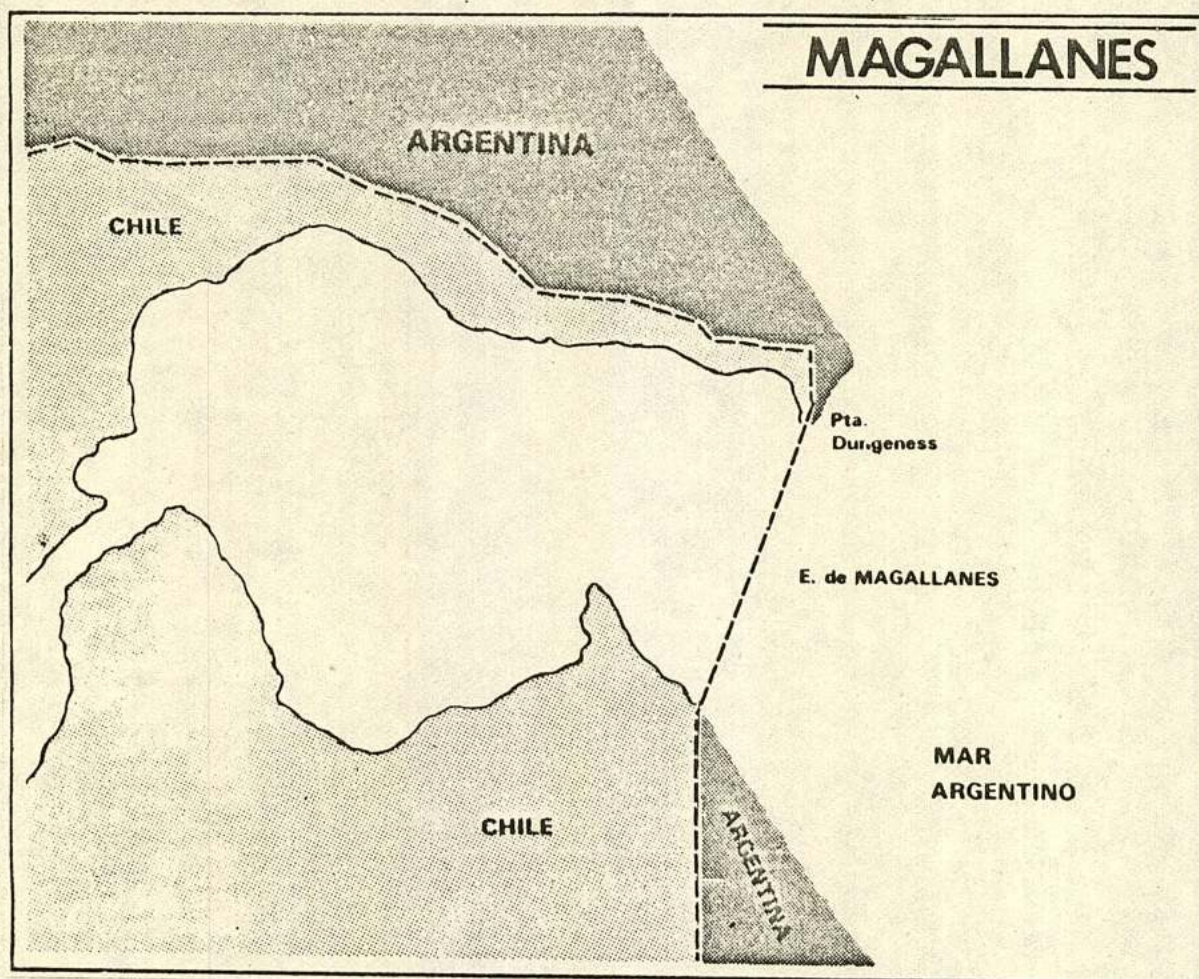 MAGALLANES
ARGENTINA
CHILE
Pta.
Dungeness
E. de MAGALLANES
MAR
ARGENTINO
CHILE
ARGENTINA